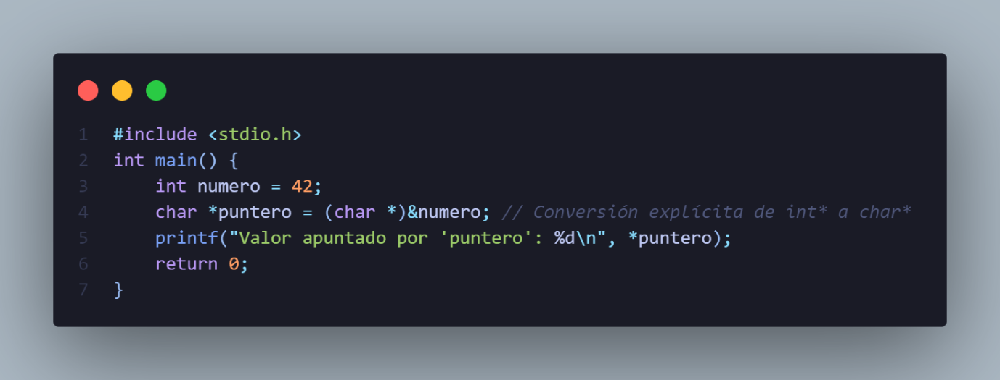 1 #include <stdio.h>
2 int main() {
3     int numero = 42;
4     char *puntero = (char *)&numero; // Conversión explícita de int* a char*
5     printf("Valor apuntado por 'puntero': %d\n", *puntero);
6     return 0;
7 }